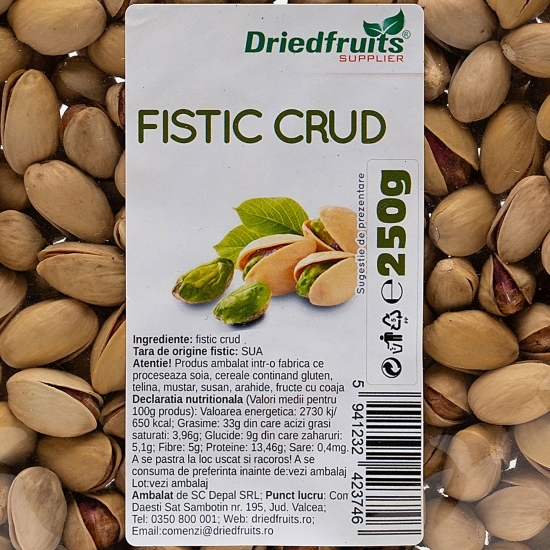 Driedfruits®
SUPPLIER
FISTIC CRUD
Sugestie de prezentare
℮ 250g
PP
Ingrediente: fistic crud
Tara de origine fistic: SUA
Atentie! Produs ambalat intr-o fabrica ce
proceseaza soia, cereale continand gluten,
telina, mustar, susan, arahide, fructe cu coaja
Declaratia nutritionala (Valori medii pentru
100g produs): Valoarea energetica: 2730 kj/
650 kcal; Grasime: 33g din care acizi grasi
saturati: 3,96g; Glucide: 9g din care zaharuri:
5,1g; Fibre: 5g; Proteine: 13,46g; Sare: 0,4mg.
A se pastra la loc uscat si racoros! A se
consuma de preferinta inainte de:vezi ambalaj
Lot:vezi ambalaj
Ambalat de SC Depal SRL; Punct lucru: Com
Daesti Sat Sambotin nr. 195, Jud. Valcea;
Tel: 0350 800 001; Web: driedfruits.ro;
Email:comenzi@driedfruits.ro
5 941232 423746